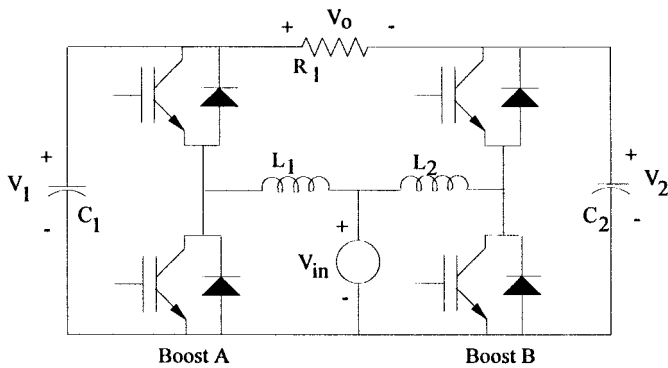 + Vo -
R1
+
V1
-
C1
L1
L2
+
Vin
-
+
V2
-
C2
Boost A
Boost B